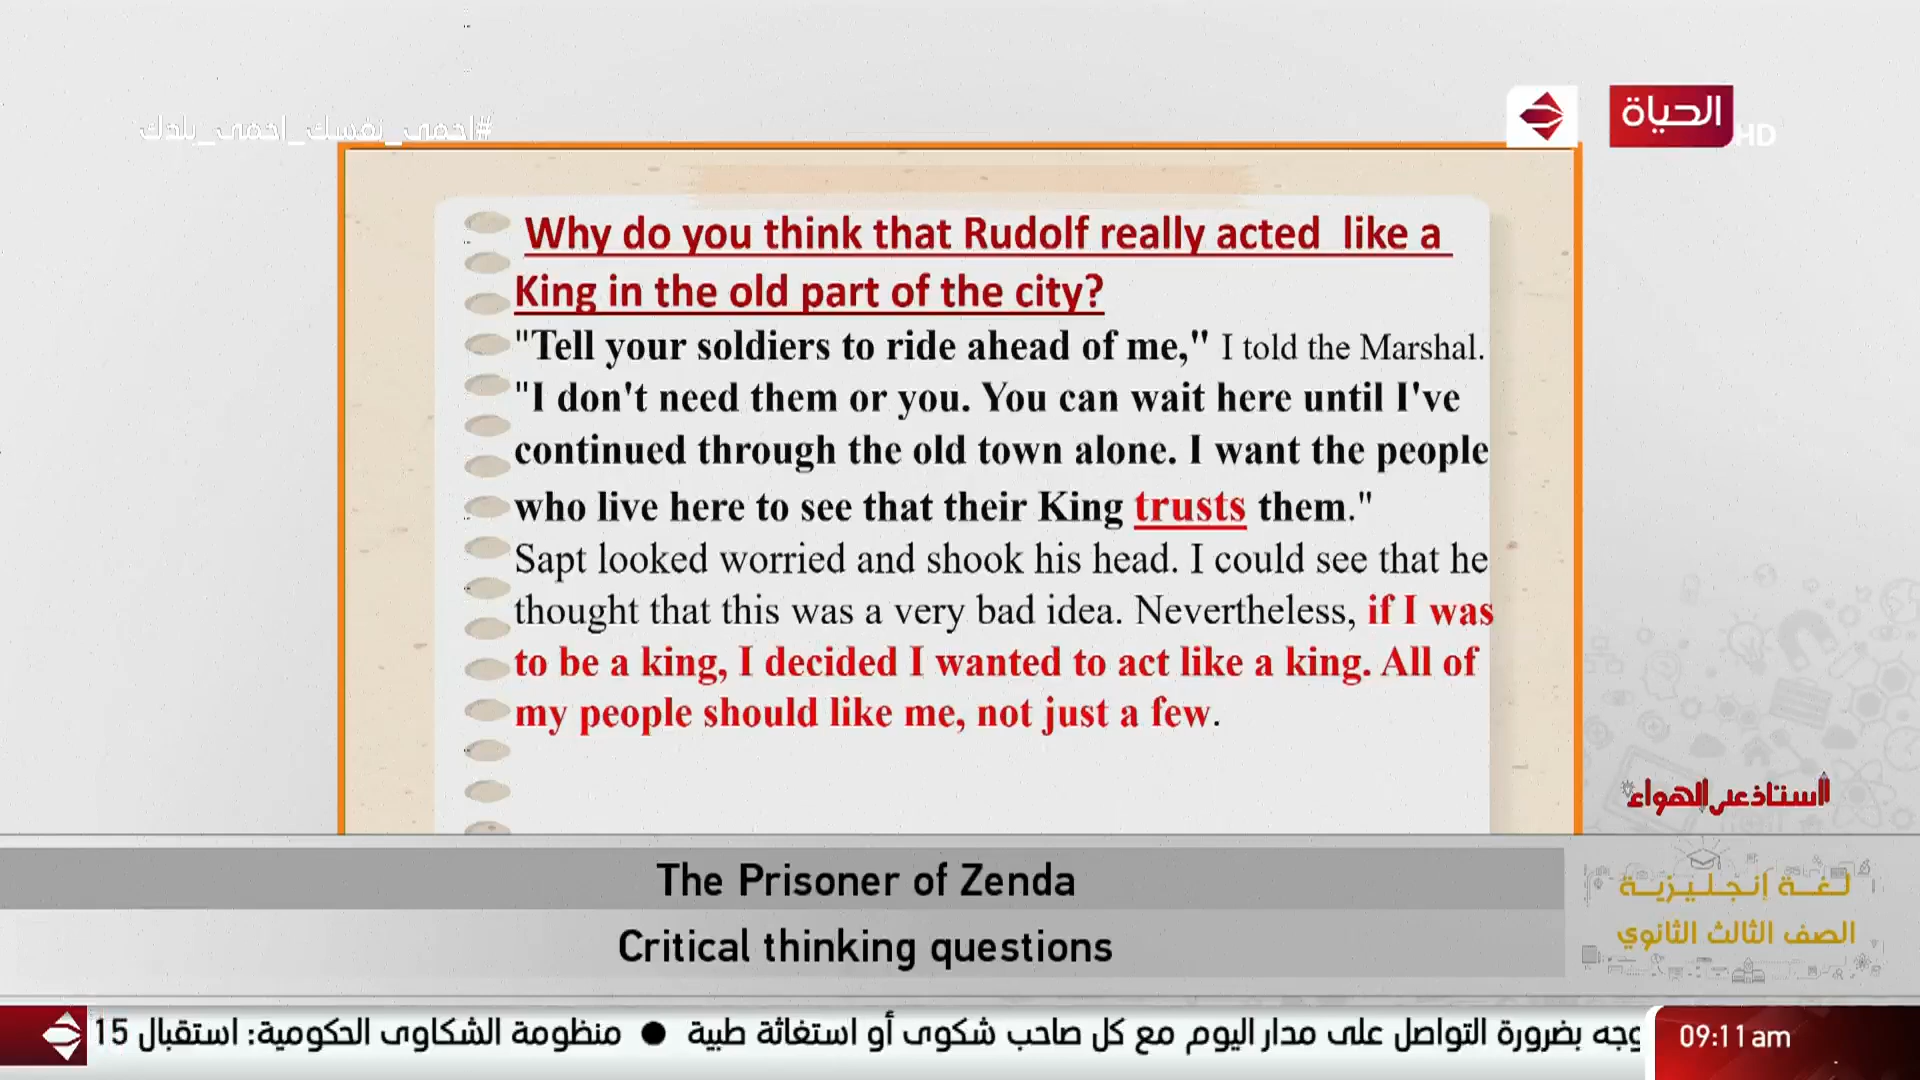 #احمي_نفسك_احمي_بلدك
الحياة
HD
Why do you think that Rudolf really acted like a
King in the old part of the city?
"Tell your soldiers to ride ahead of me," I told the Marshal.
"I don't need them or you. You can wait here until I've
continued through the old town alone. I want the people
who live here to see that their King trusts them."
Sapt looked worried and shook his head. I could see that he
thought that this was a very bad idea. Nevertheless, if I was
to be a king, I decided I wanted to act like a king. All of
my people should like me, not just a few.
أستاذ على الهواء
The Prisoner of Zenda
Critical thinking questions
لغة إنجليزية
الصف الثالث الثانوي
وجه بضرورة التواصل على مدار اليوم مع كل صاحب شكوى أو استغاثة طبية ● منظومة الشكاوى الحكومية: استقبال 15
09:11 am